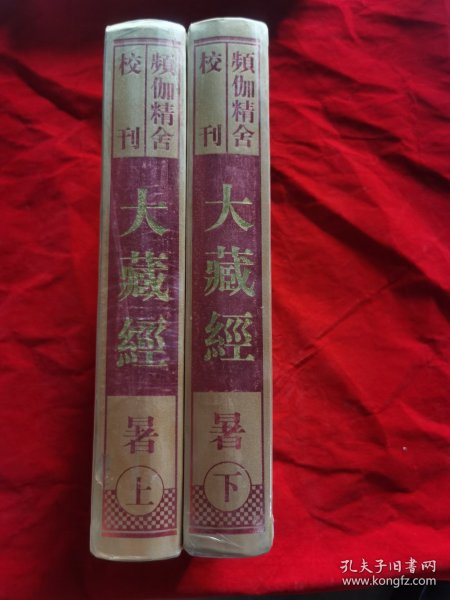 頻伽精舍
校刊
大藏經
暑
上
頻伽精舍
校刊
大藏經
暑
下
孔夫子旧书网
www.kongfz.com